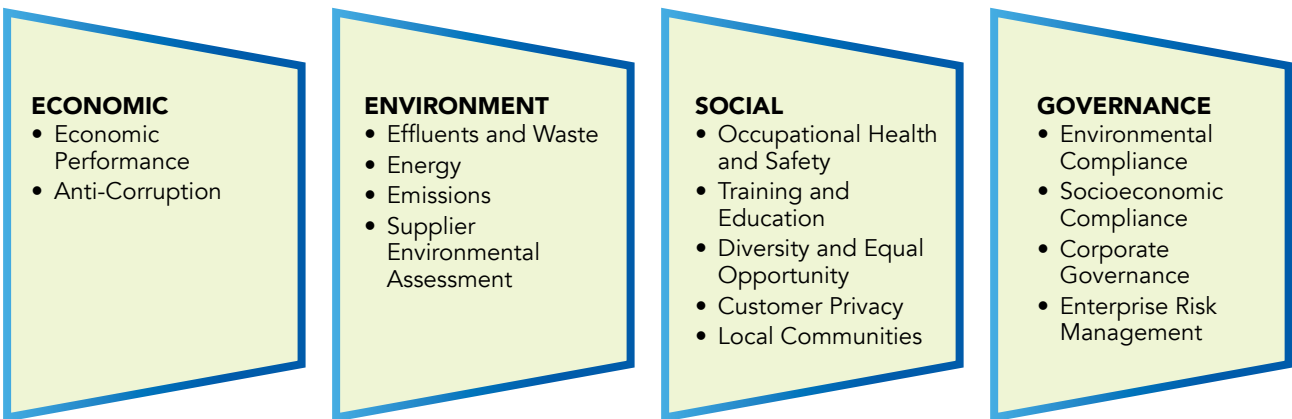 ECONOMIC
• Economic
Performance
• Anti-Corruption
ENVIRONMENT
• Effluents and Waste
• Energy
• Emissions
• Supplier
Environmental
Assessment
SOCIAL
• Occupational Health
and Safety
• Training and
Education
• Diversity and Equal
Opportunity
• Customer Privacy
• Local Communities
GOVERNANCE
• Environmental
Compliance
• Socioeconomic
Compliance
• Corporate
Governance
• Enterprise Risk
Management